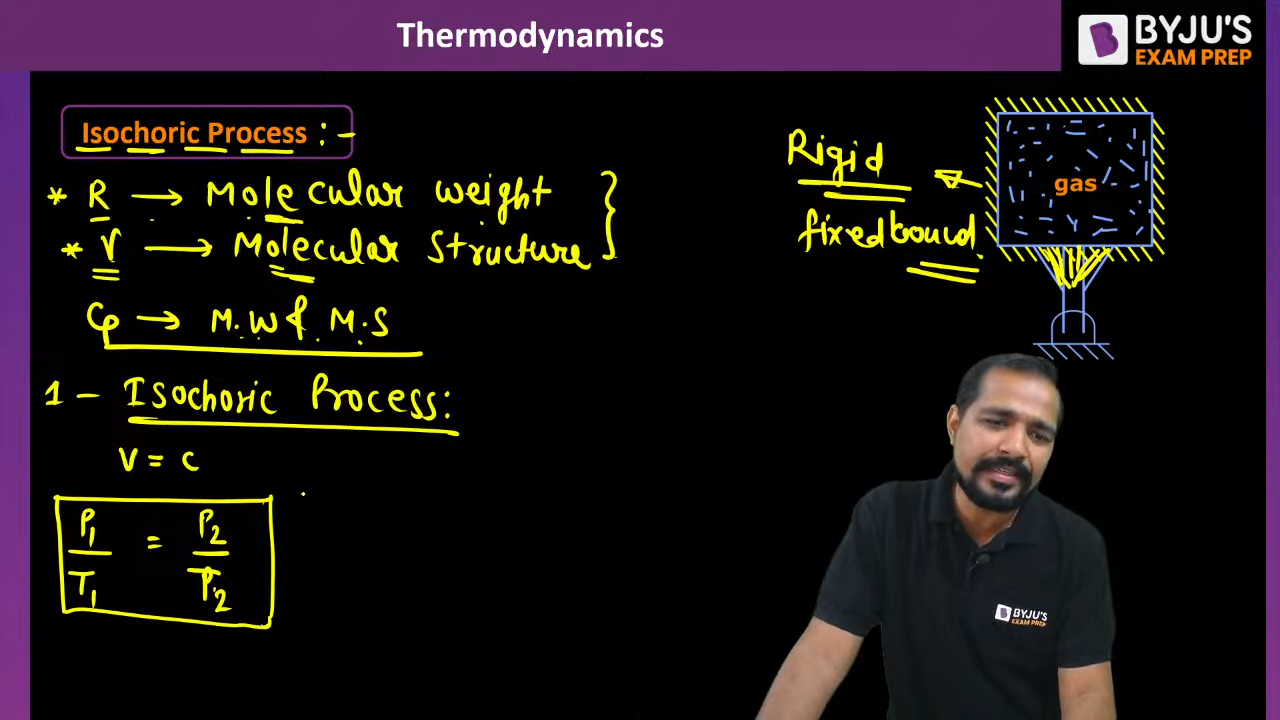 Thermodynamics
BYJU'S
EXAM PREP
Isochoric Process :-
* R → Molecular weight
* γ → Molecular Structure
Cp → M.W & M.S
1 - Isochoric Process:
V = C
P1/T1 = P2/T2
Rigid
fixed bound.
gas
BYJU'S
EXAM PREP